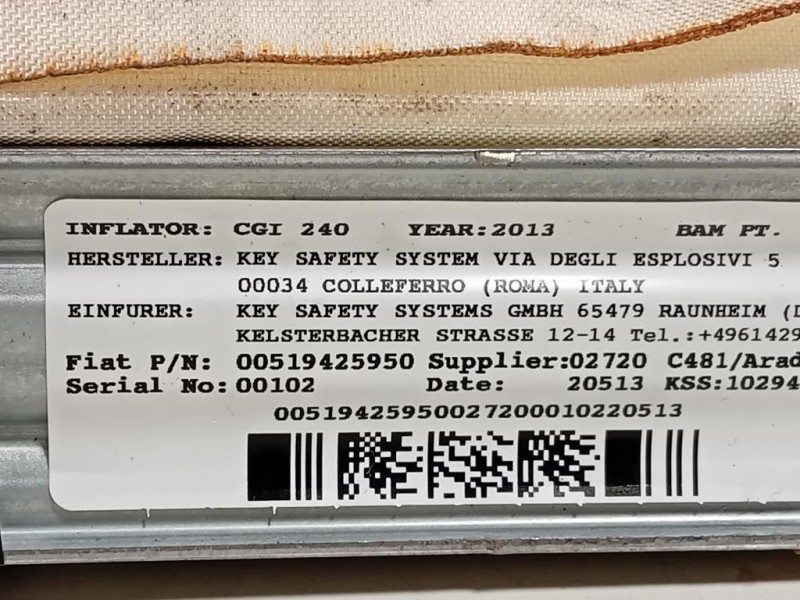 INFLATOR: CGI 240 YEAR:2013 BAM PT.
HERSTELLER: KEY SAFETY SYSTEM VIA DEGLI ESPLOSIVI 5
00034 COLLEFERRO (ROMA) ITALY
EINFURER: KEY SAFETY SYSTEMS GMBH 65479 RAUNHEIM (D
KELSTERBACHER STRASSE 12-14 Tel.:+4961429
Fiat P/N: 00519425950 Supplier:02720 C481/Arad
Serial No: 00102 Date: 20513 KSS:10294
00519425950027200010220513